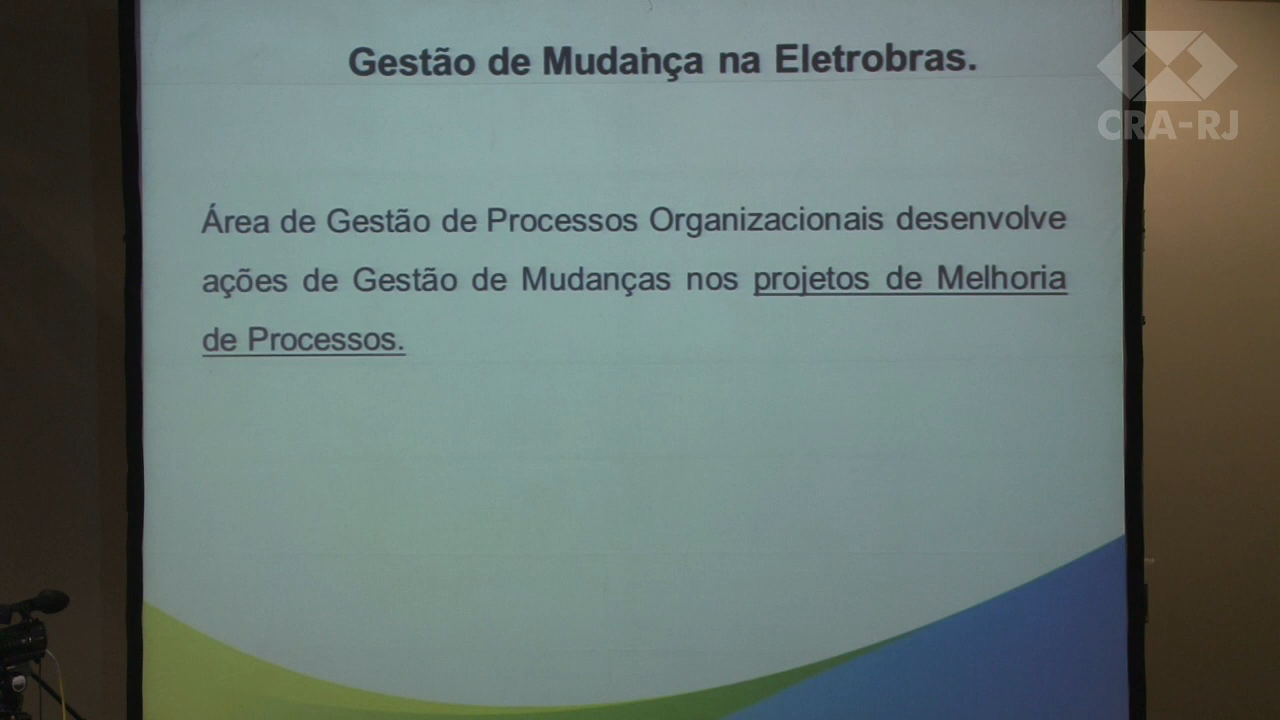 Gestão de Mudança na Eletrobras.
CRA-RJ
Área de Gestão de Processos Organizacionais desenvolve
ações de Gestão de Mudanças nos projetos de Melhoria
de Processos.